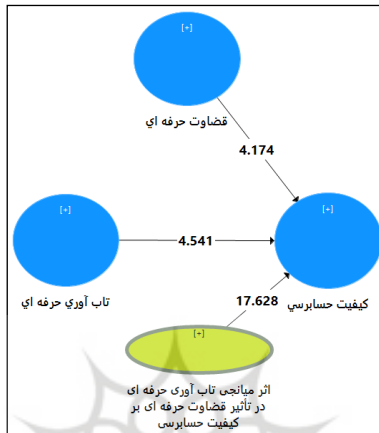 [+]
قضاوت حرفه اي
4.174
[+]
[+]
4.541
تاب آوري حرفه اي
کیفیت حسابرسي
17.628
[+]
اثر میانجی تاب آوری حرفه ای
در تأثیر قضاوت حرفه ای بر
کیفیت حسابرسی